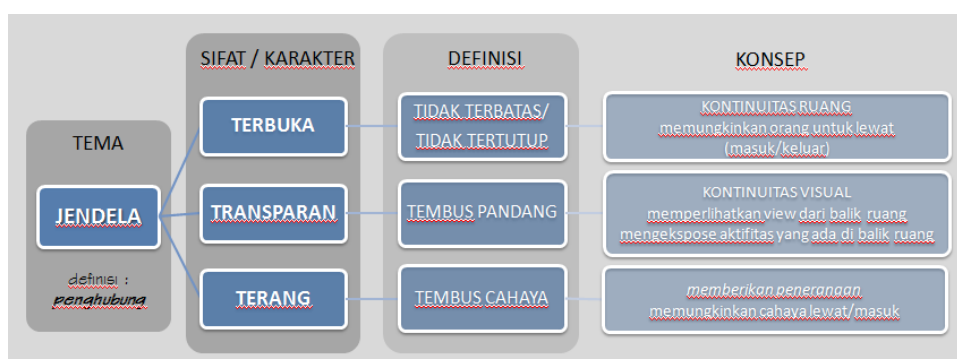 TEMA
JENDELA
definisi :
penghubung
SIFAT / KARAKTER
TERBUKA
TRANSPARAN
TERANG
DEFINISI
TIDAK TERBATAS/
TIDAK TERTUTUP
TEMBUS PANDANG
TEMBUS CAHAYA
KONSEP
KONTINUITAS RUANG
memungkinkan orang untuk lewat
(masuk/keluar)
KONTINUITAS VISUAL
memperlihatkan view dari balik ruang
mengekspose aktifitas yang ada di balik ruang
memberikan penerangan
memungkinkan cahaya lewat/masuk